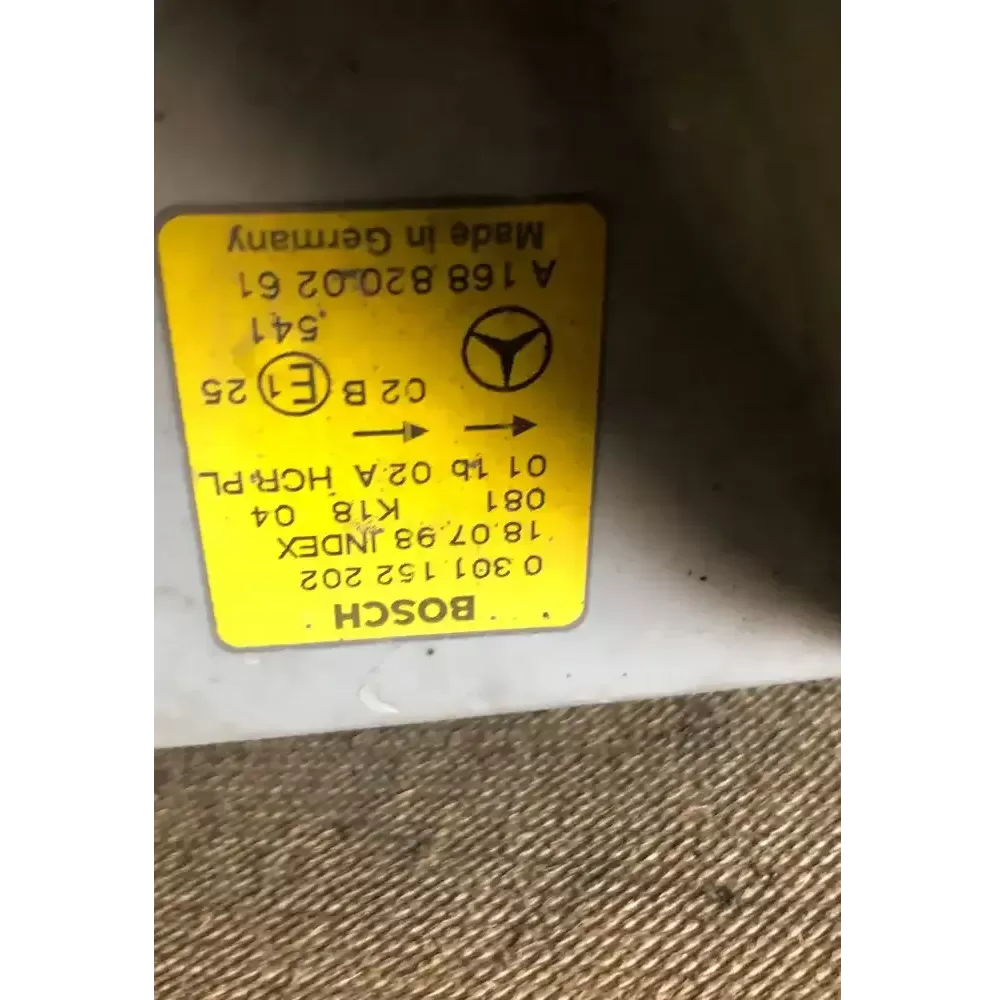 BOSCH
0 301 152 202
18.07.98 INDEX
081 K18 04
01 1b 02 A HCR PL
02 B E1 25
.541
A 168 820 02 61
Made in Germany